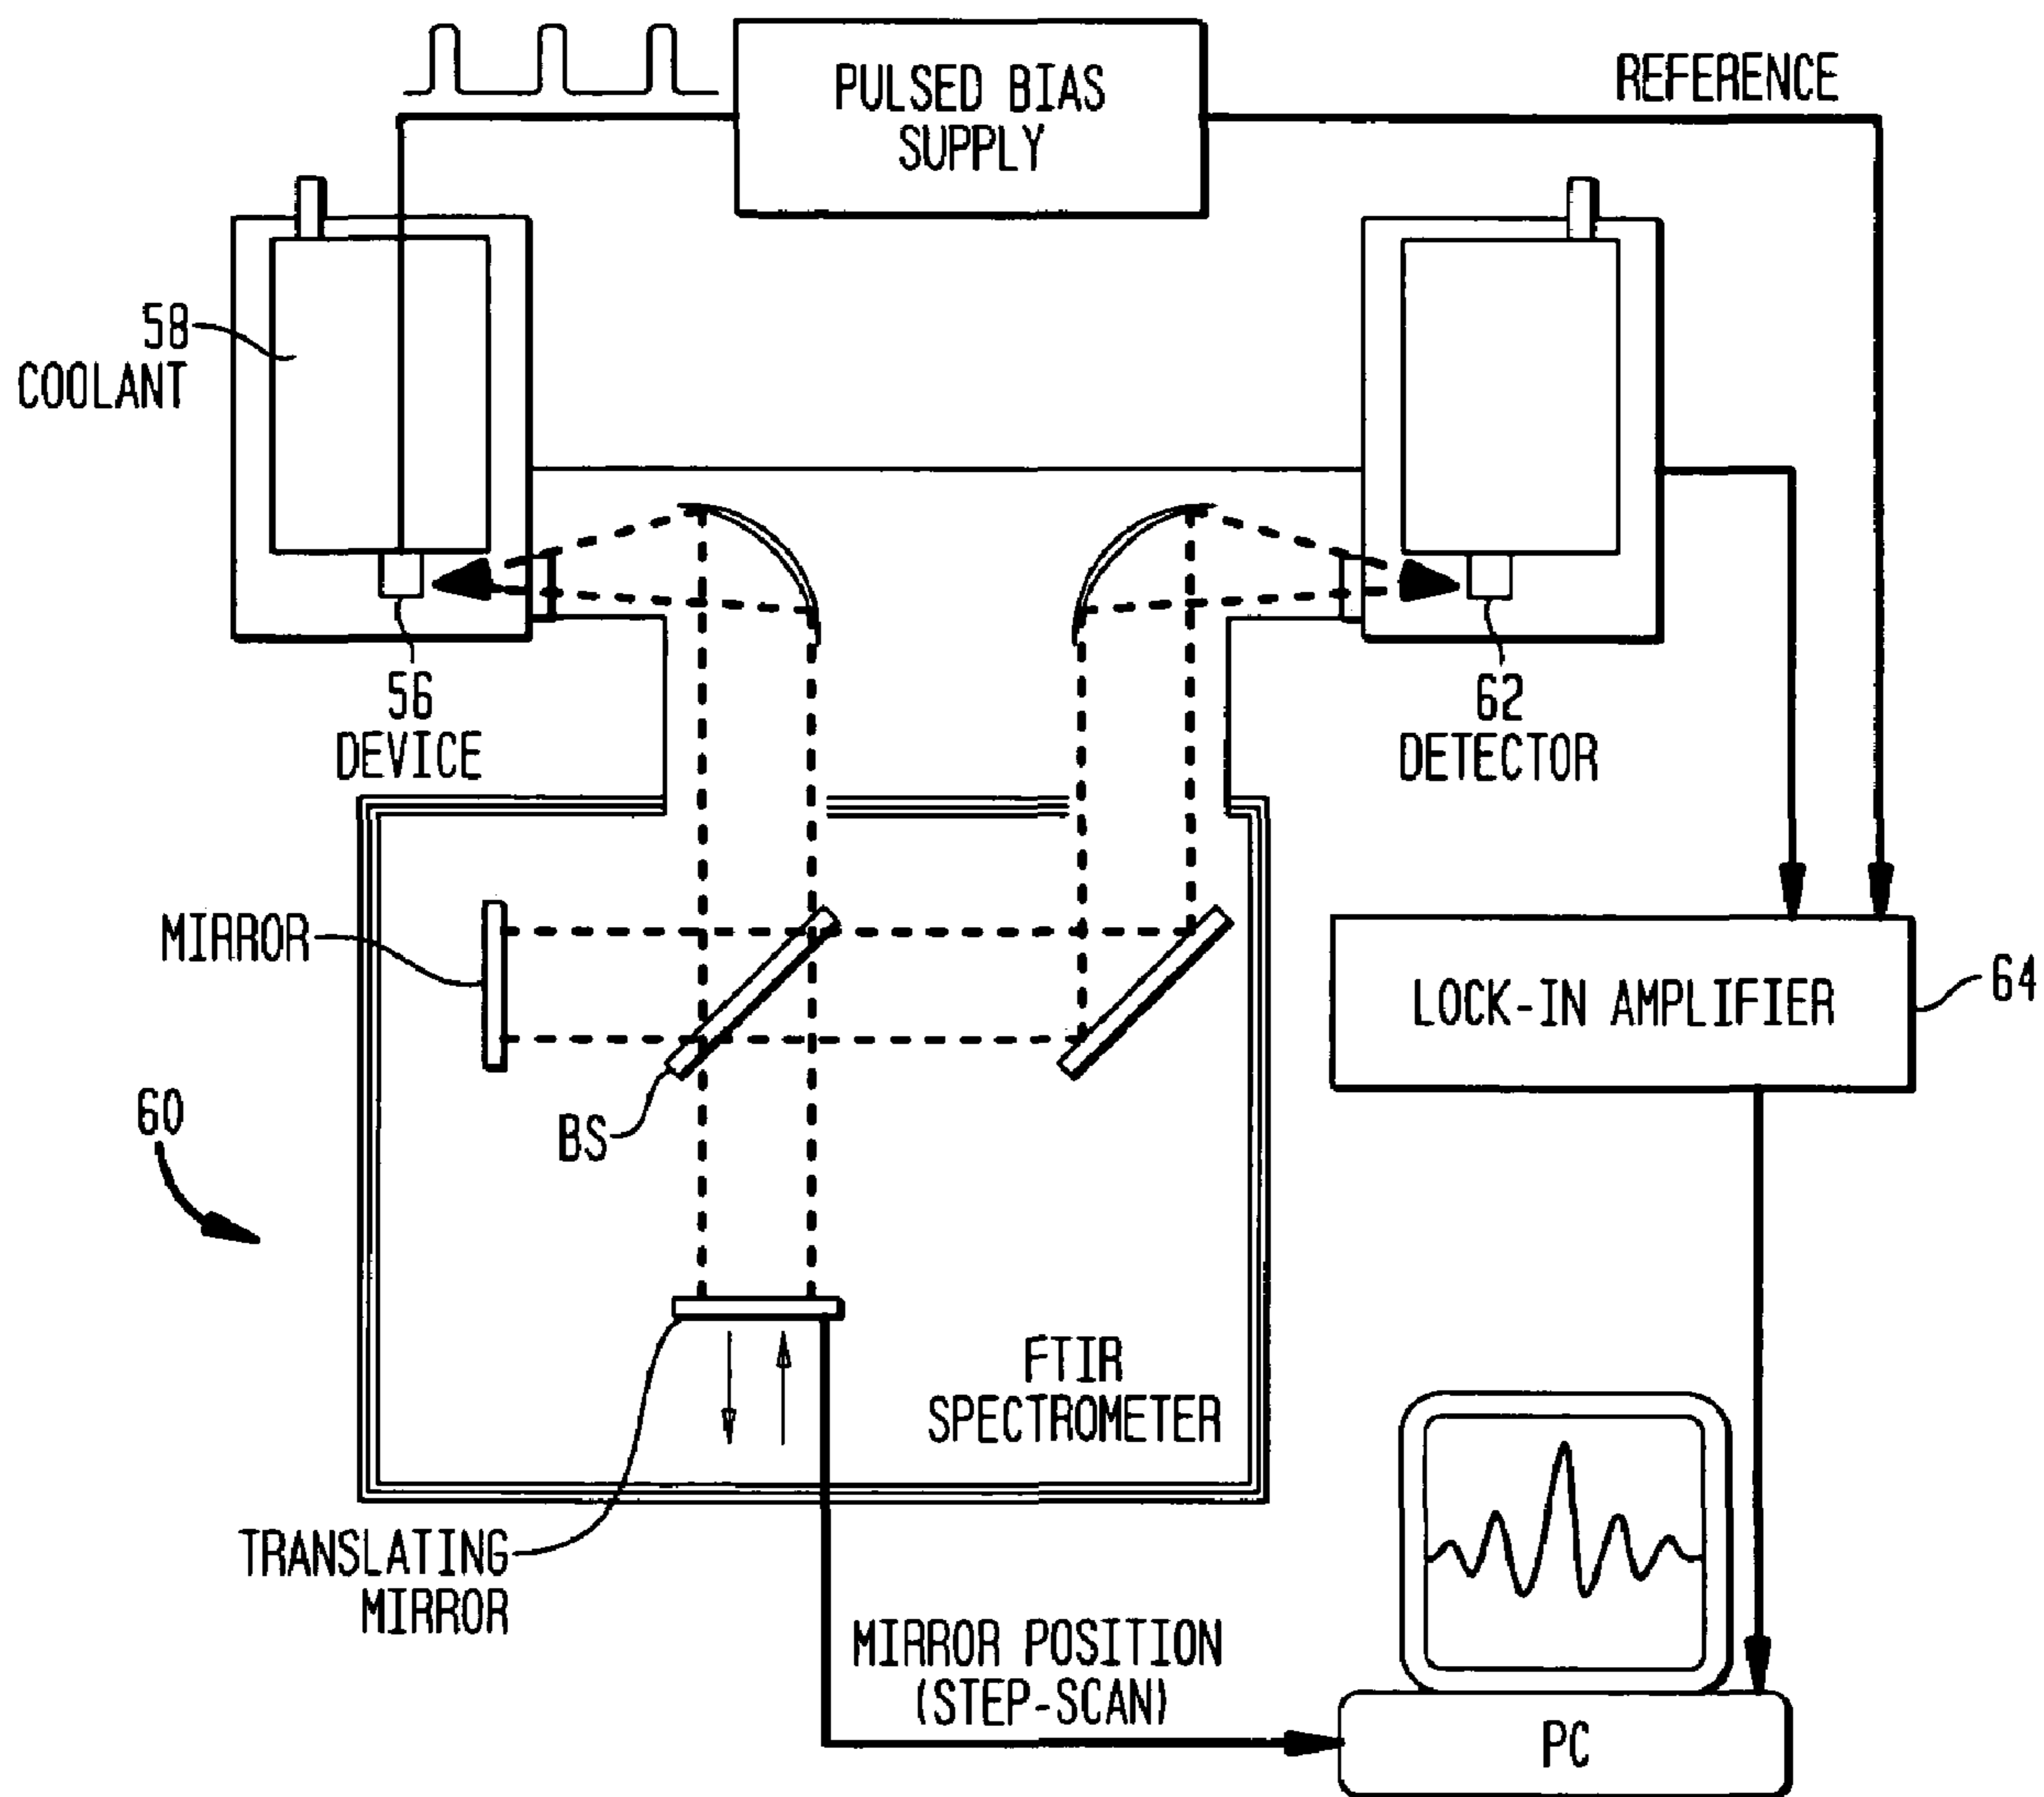 PULSED BIAS
SUPPLY
REFERENCE
58
COOLANT
56
DEVICE
62
DETECTOR
MIRROR
LOCK-IN AMPLIFIER
64
60
BS
FTIR
SPECTROMETER
TRANSLATING
MIRROR
MIRROR POSITION
(STEP-SCAN)
PC